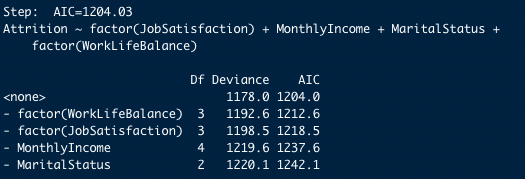 Step:  AIC=1204.03
Attrition ~ factor(JobSatisfaction) + MonthlyIncome + MaritalStatus +
    factor(WorkLifeBalance)
                          Df Deviance    AIC
<none>                         1178.0 1204.0
- factor(WorkLifeBalance)  3   1192.6 1212.6
- factor(JobSatisfaction)  3   1198.5 1218.5
- MonthlyIncome            4   1219.6 1237.6
- MaritalStatus            2   1220.1 1242.1